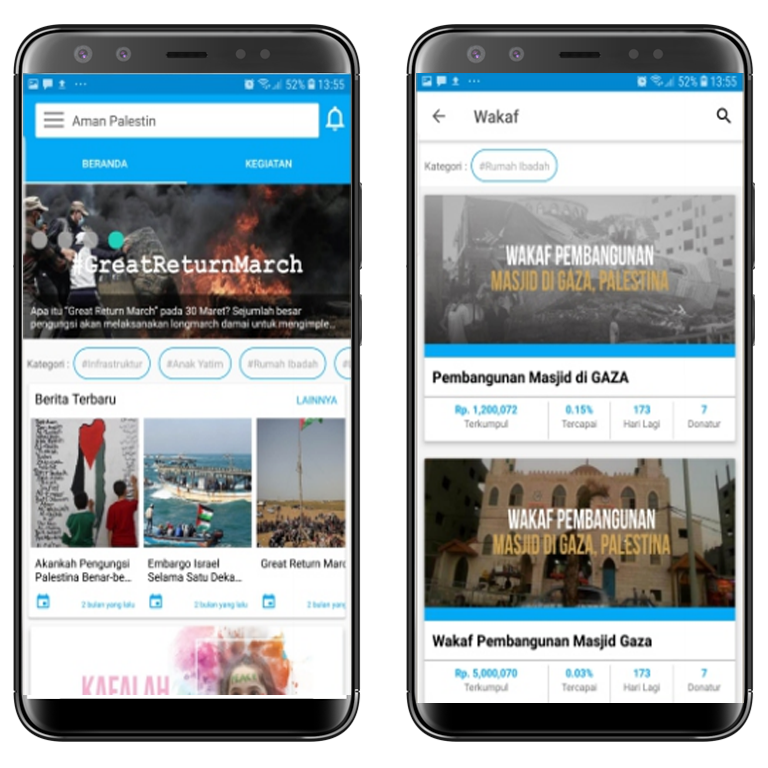 52% 13:55
Aman Palestin
BERANDA KEGIATAN
#GreatReturnMarch
Apa itu "Great Return March" pada 30 Maret? Sejumlah besar
pengungsi akan melaksanakan longmarch damai untuk mengimple...
Kategori : #Infrastruktur #Anak Yatim #Rumah Ibadah
Berita Terbaru LAINNYA
Akankah Pengungsi
Palestina Benar-be...
2 bulan yang lalu
Embargo Israel
Selama Satu Deka...
2 bulan yang lalu
Great Return Marc
2 bulan yang
KAFALAH
52% 13:55
Wakaf
Kategori : #Rumah Ibadah
WAKAF PEMBANGUNAN
MASJID DI GAZA, PALESTINA
Pembangunan Masjid di GAZA
Rp. 1,200,072 0.15% 173 7
Terkumpul Tercapai Hari Lagi Donatur
WAKAF PEMBANGUNAN
MASJID DI GAZA, PALESTINA
Wakaf Pembangunan Masjid Gaza
Rp. 5,000,070 0.03% 173 7
Terkumpul Tercapai Hari Lagi Donatur